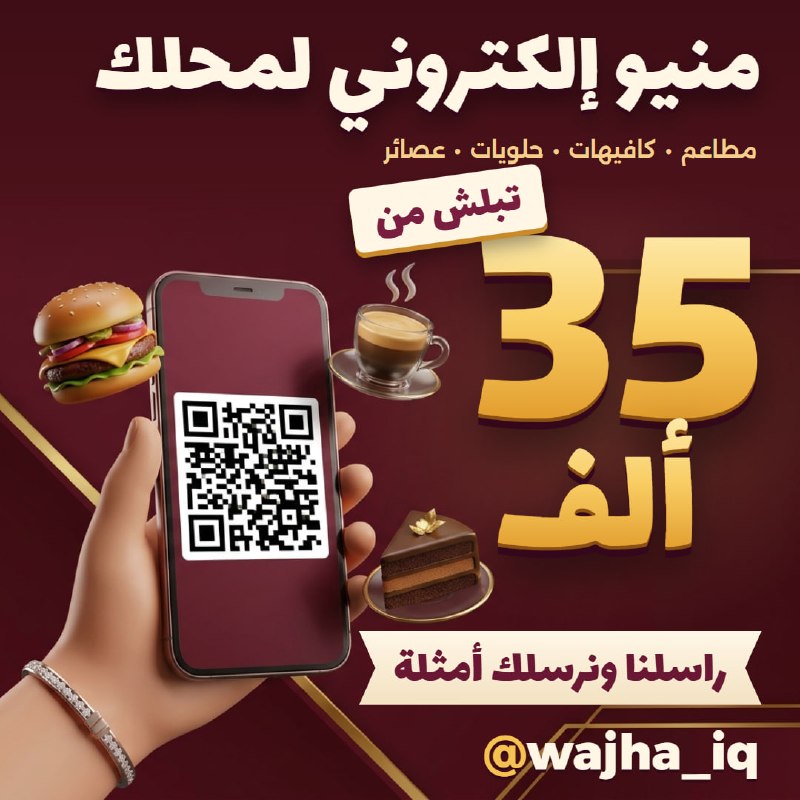 منيو إلكتروني لمحلك
مطاعم • كافيهات • حلويات • عصائر
تبلش من
35
ألف
راسلنا ونرسلك أمثلة
@wajha_iq